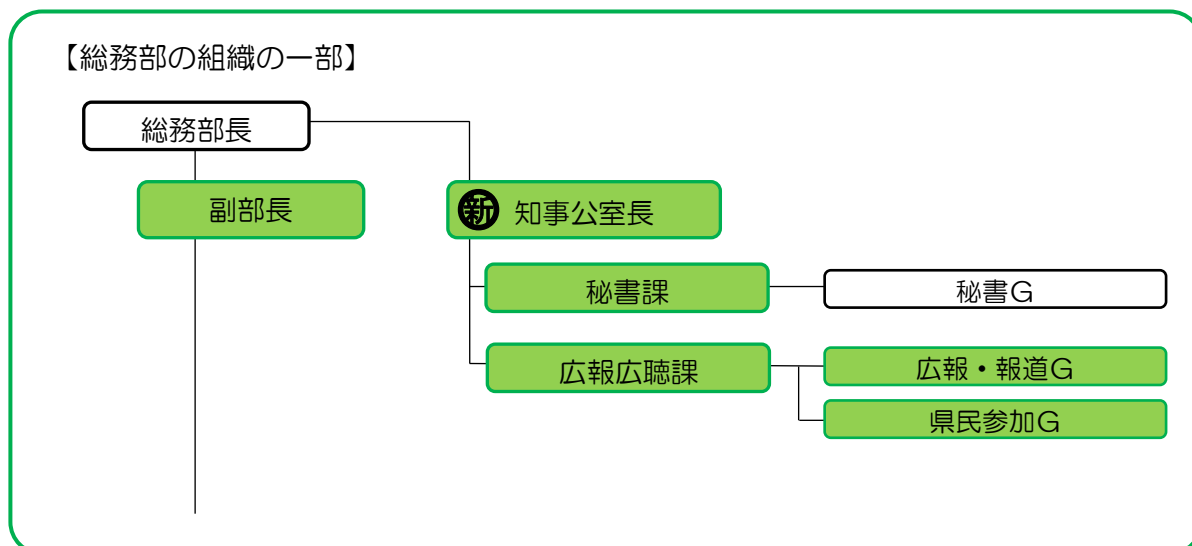 【総務部の組織の一部】
総務部長
副部長
新 知事公室長
秘書課
秘書G
広報広聴課
広報・報道G
県民参加G